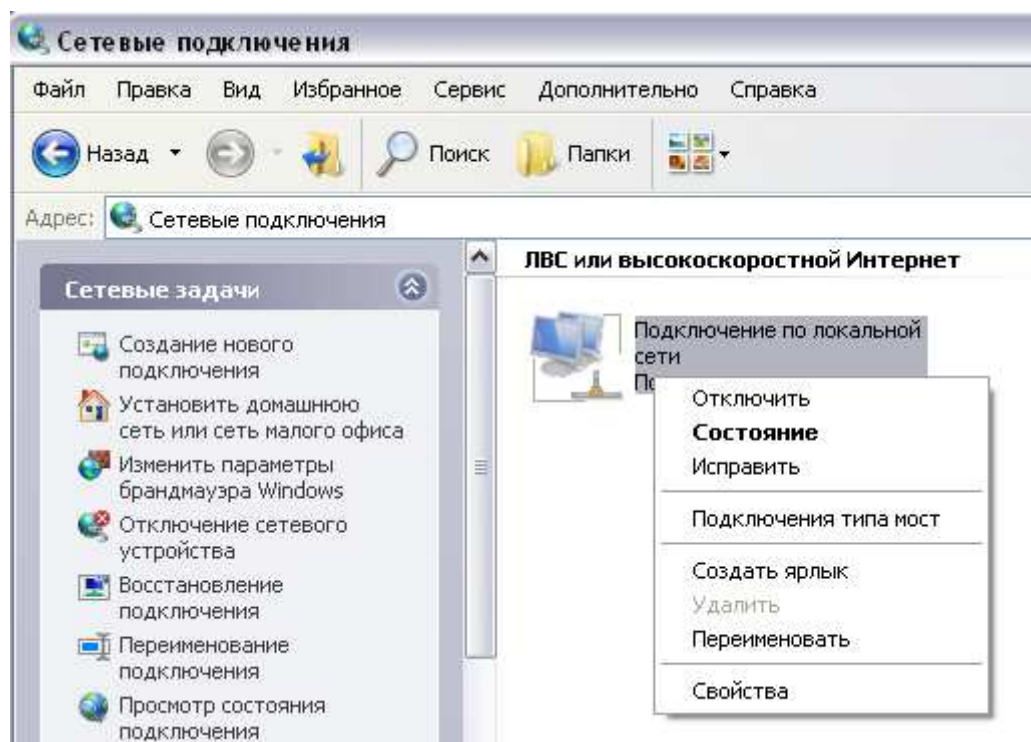 Сетевые подключения
Файл Правка Вид Избранное Сервис Дополнительно Справка
Назад Поиск Папки
Адрес: Сетевые подключения
Сетевые задачи
Создание нового
подключения
Установить домашнюю
сеть или сеть малого офиса
Изменить параметры
брандмауэра Windows
Отключение сетевого
устройства
Восстановление
подключения
Переименование
подключения
Просмотр состояния
подключения
ЛВС или высокоскоростной Интернет
Подключение по локальной
сети
Отключить
Состояние
Исправить
Подключения типа мост
Создать ярлык
Удалить
Переименовать
Свойства